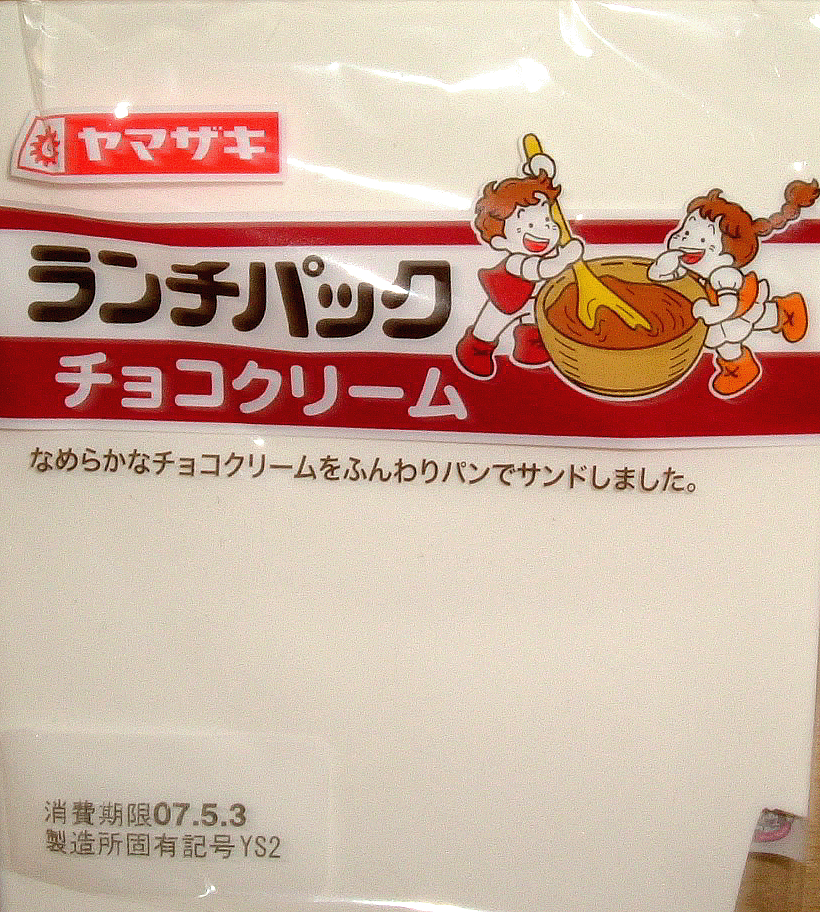 ヤマザキ
ランチパック
チョコクリーム
なめらかなチョコクリームをふんわりパンでサンドしました。
消費期限07.5.3
製造所固有記号YS2